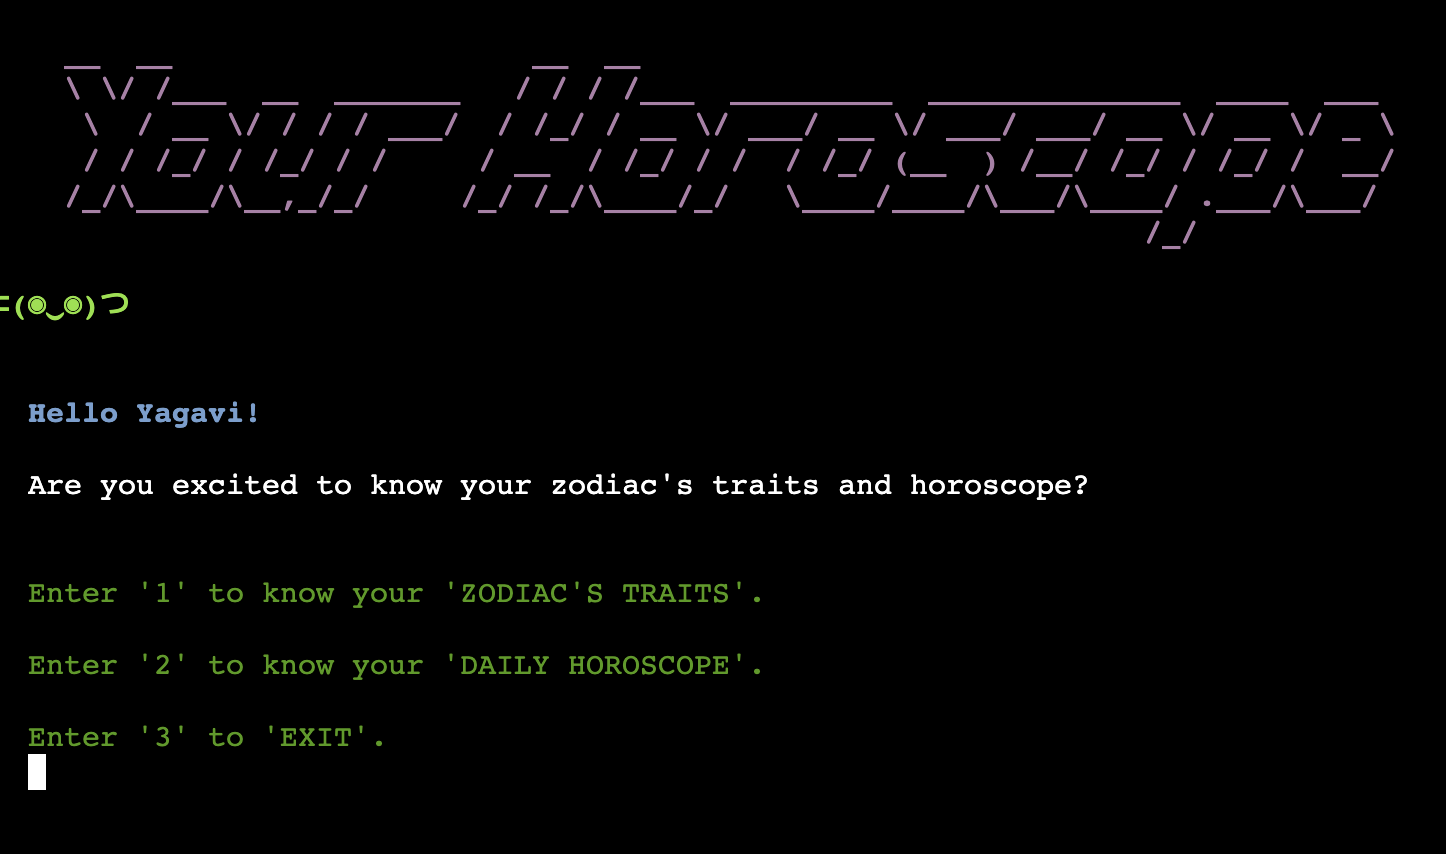 Your Horoscope
=(◉‿◉)つ
Hello Yagavi!
Are you excited to know your zodiac's traits and horoscope?
Enter '1' to know your 'ZODIAC'S TRAITS'.
Enter '2' to know your 'DAILY HOROSCOPE'.
Enter '3' to 'EXIT'.